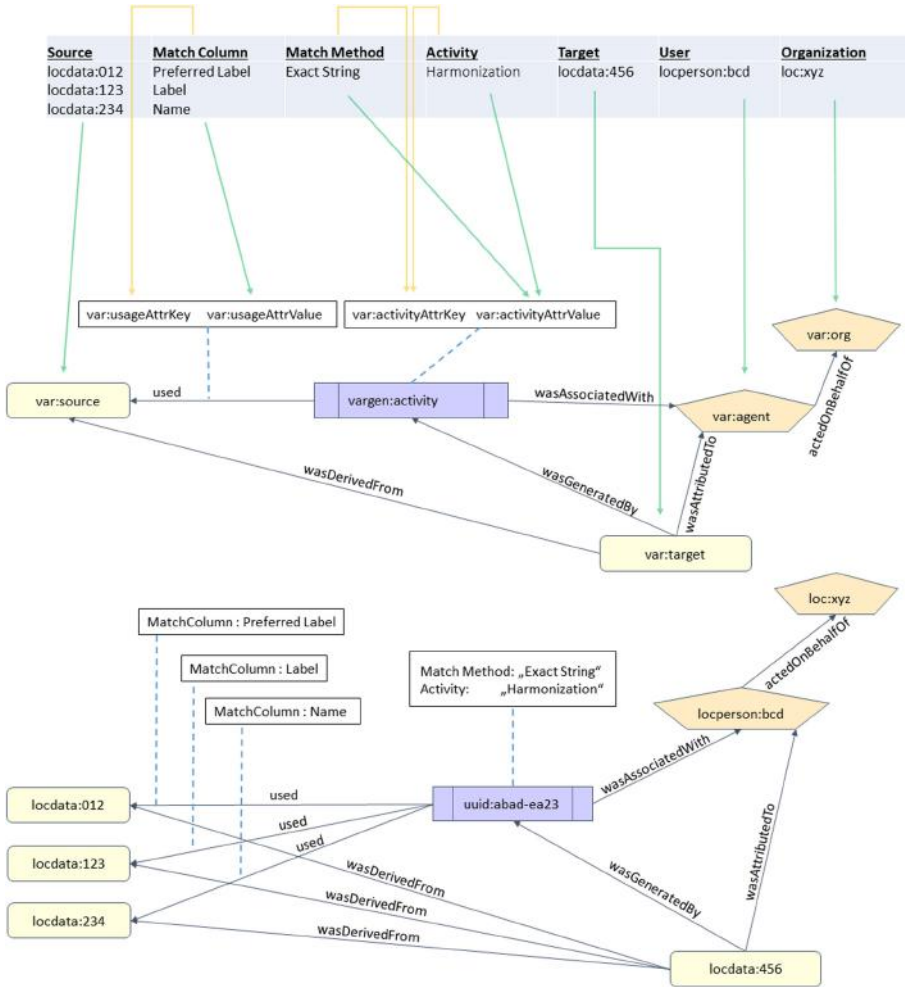 Source Match Column Match Method Activity Target User Organization
locdata:012 Preferred Label Exact String Harmonization locdata:456 locperson:bcd loc:xyz
locdata:123 Label
locdata:234 Name
var:usageAttrKey var:usageAttrValue
var:activityAttrKey var:activityAttrValue
var:org
var:source
used
vargen:activity
wasAssociatedWith
var:agent
actedOnBehalfOf
wasDerivedFrom
wasGeneratedBy
wasAttributedTo
var:target
loc:xyz
MatchColumn : Preferred Label
MatchColumn : Label
MatchColumn : Name
Match Method: „Exact String“
Activity: „Harmonization“
actedOnBehalfOf
locperson:bcd
wasAssociatedWith
locdata:012
used
uuid:abad-ea23
used
used
locdata:123
wasDerivedFrom
wasGeneratedBy
wasAttributedTo
wasDerivedFrom
locdata:234
wasDerivedFrom
locdata:456